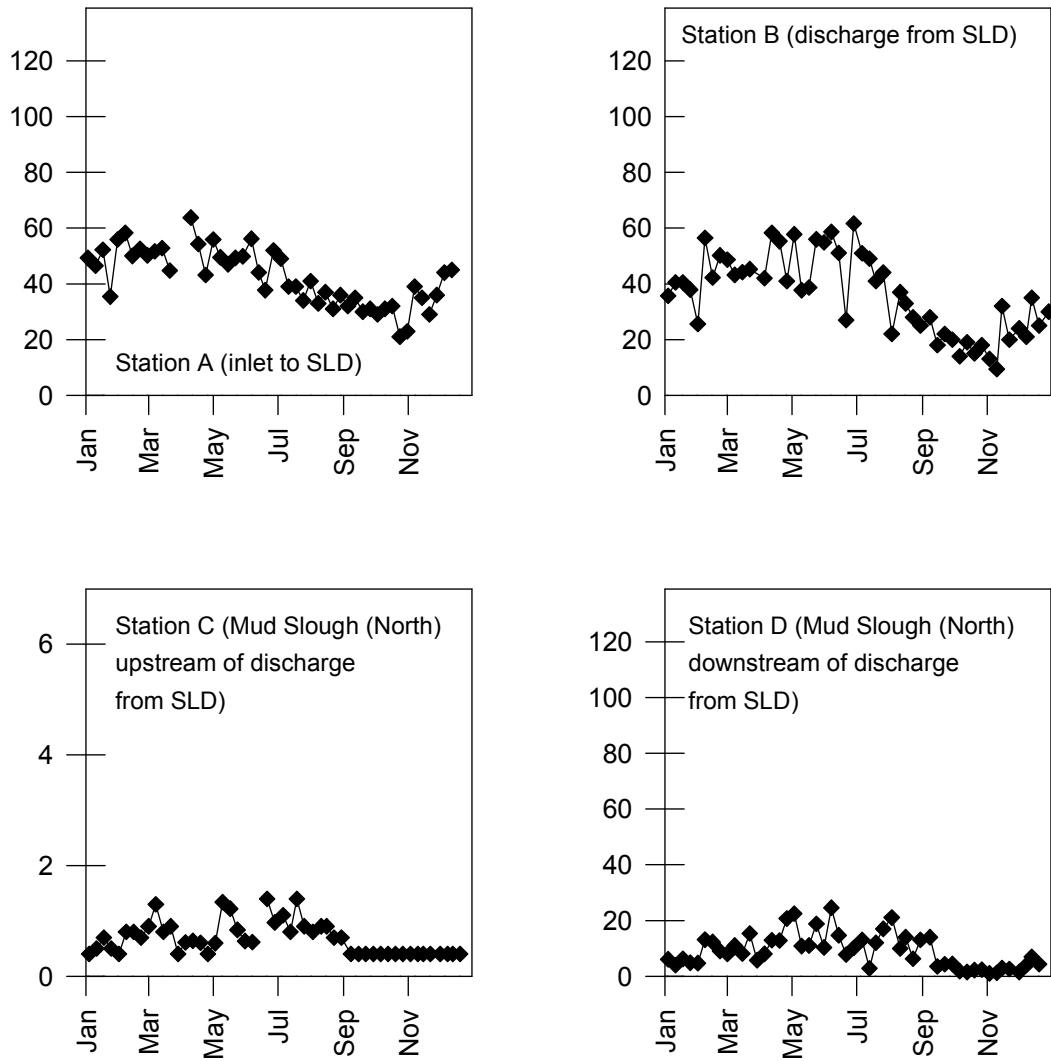 120
100
80
60
40
20
0
Station A (inlet to SLD)
Jan
Mar
May
Jul
Sep
Nov
Station B (discharge from SLD)
120
100
80
60
40
20
0
Jan
Mar
May
Jul
Sep
Nov
Station C (Mud Slough (North)
upstream of discharge
from SLD)
6
4
2
0
Jan
Mar
May
Jul
Sep
Nov
Station D (Mud Slough (North)
downstream of discharge
from SLD)
120
100
80
60
40
20
0
Jan
Mar
May
Jul
Sep
Nov